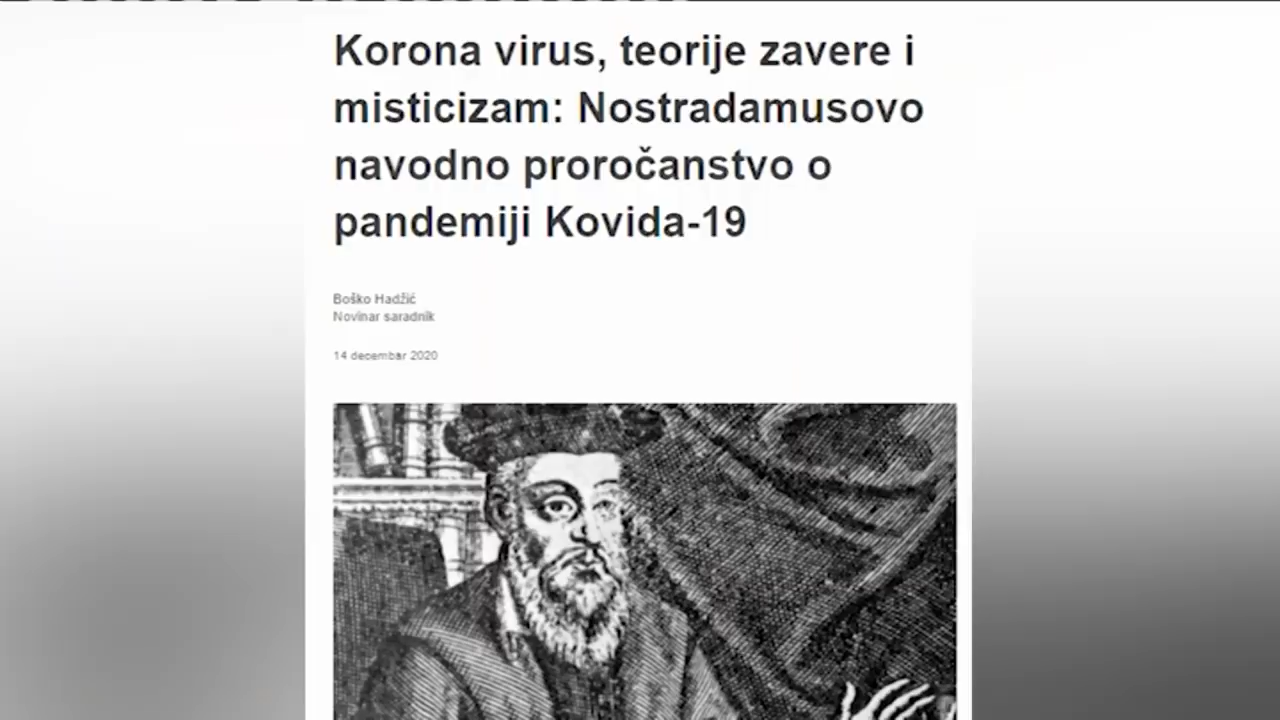 Korona virus, teorije zavere i
misticizam: Nostradamusovo
navodno proročanstvo o
pandemiji Kovida-19
Boško Hadžić
Novinar saradnik
14 decembar 2020